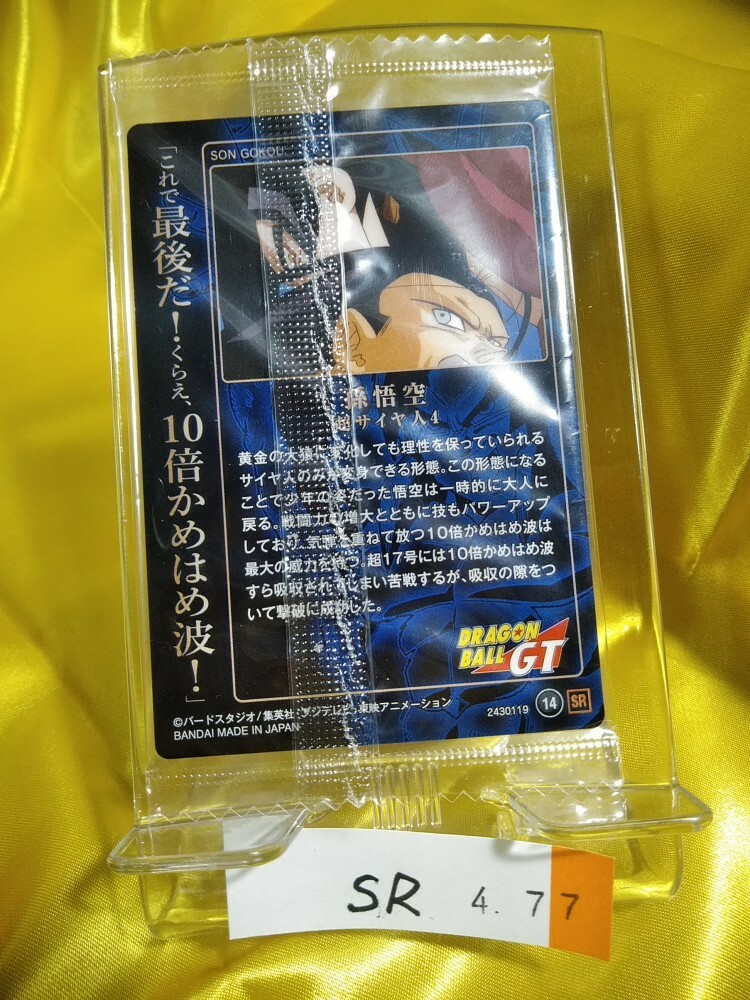 「これで最後だ！くらえ、10倍かめはめ波！」
SON GOKOU
孫悟空
超サイヤ人4
黄金の大猿に変化しても理性を保っていられる
サイヤ人のみが変身できる形態。この形態になる
ことで少年の姿だった悟空は一時的に大人に
戻る。戦闘力の増大とともに技もパワーアップ
しており、気を重ねて放つ10倍かめはめ波は
最大の威力を持つ。超17号には10倍かめはめ波
すら吸収されてしまい苦戦するが、吸収の隙をつ
いて撃破に成功した。
DRAGON
BALL GT
©バードスタジオ/集英社・フジテレビ・東映アニメーション
BANDAI MADE IN JAPAN
2430119 14 SR
SR 4.77